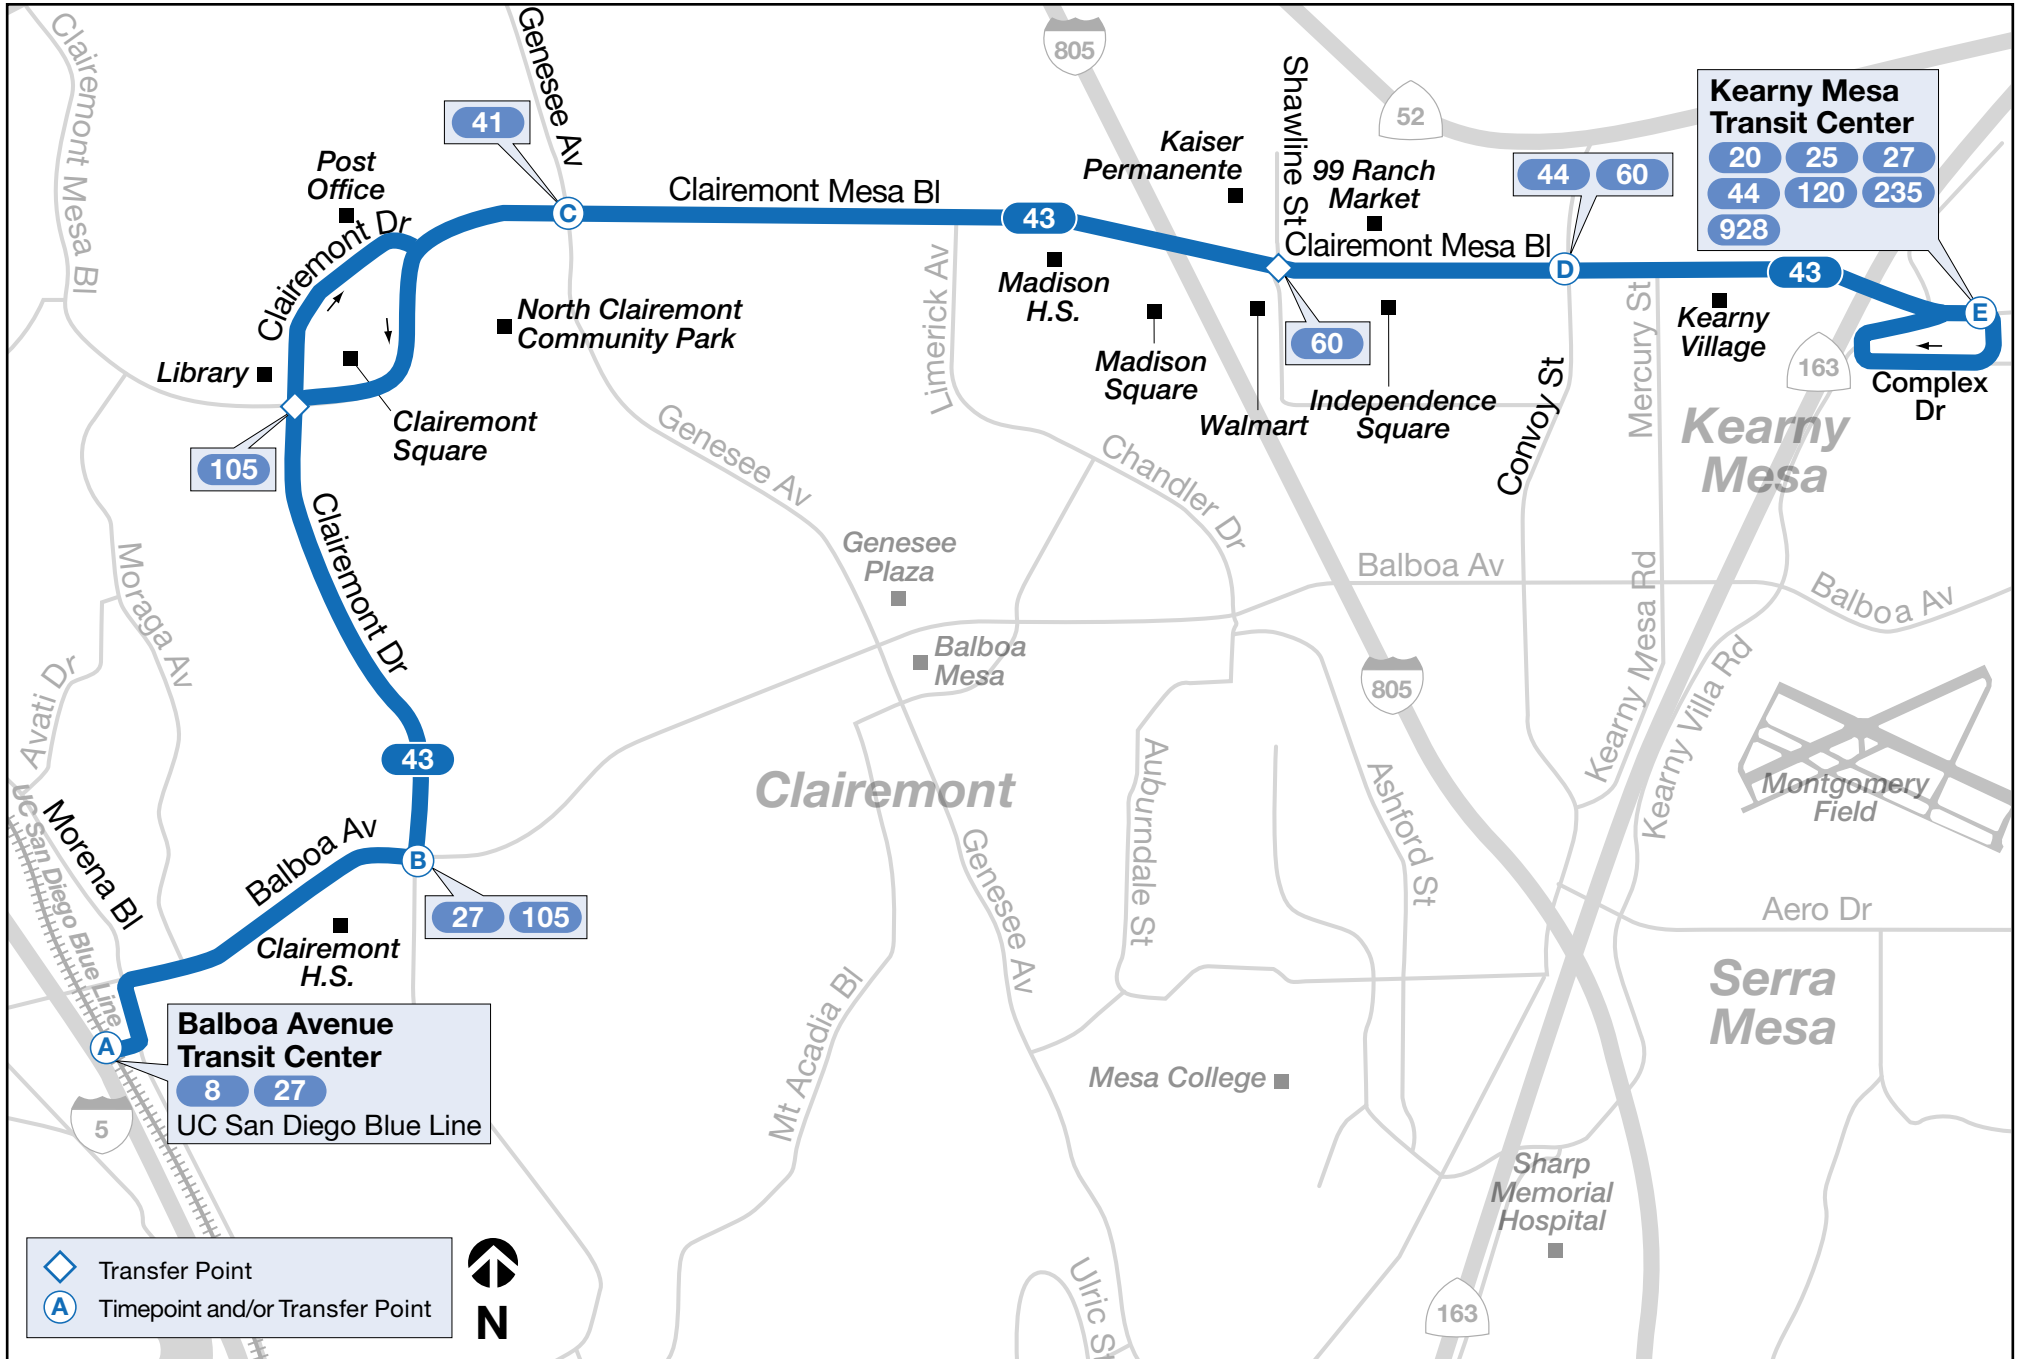 Clairemont Mesa Bl
Genesee Av
805
Shawline St
52
Kearny Mesa
Transit Center
20 25 27
44 120 235
928
41
Post
Office
Kaiser
Permanente
99 Ranch
Market
44 60
Clairemont Dr
C
Clairemont Mesa Bl
43
Clairemont Mesa Bl
D
43
E
Library
North Clairemont
Community Park
Limerick Av
Madison
H.S.
60
Mercury St
Kearny
Village
163
Complex
Dr
Madison
Square
Walmart
Independence
Square
Convoy St
Kearny
Mesa
Clairemont
Square
105
Genesee Av
Chandler Dr
Clairemont Dr
Moraga Av
Genesee
Plaza
Balboa Av
Balboa Av
Balboa
Mesa
Kearny Mesa Rd
Kearny Villa Rd
805
Avati Dr
43
Clairemont
Auburndale St
Ashford St
Montgomery
Field
UC San Diego Blue Line
Morena Bl
Balboa Av
B
27 105
Clairemont
H.S.
Genesee Av
Aero Dr
Serra
Mesa
A
Balboa Avenue
Transit Center
8 27
UC San Diego Blue Line
5
Mt Acadia Bl
Mesa College
Sharp
Memorial
Hospital
Ulric St
163
Transfer Point
A Timepoint and/or Transfer Point
N